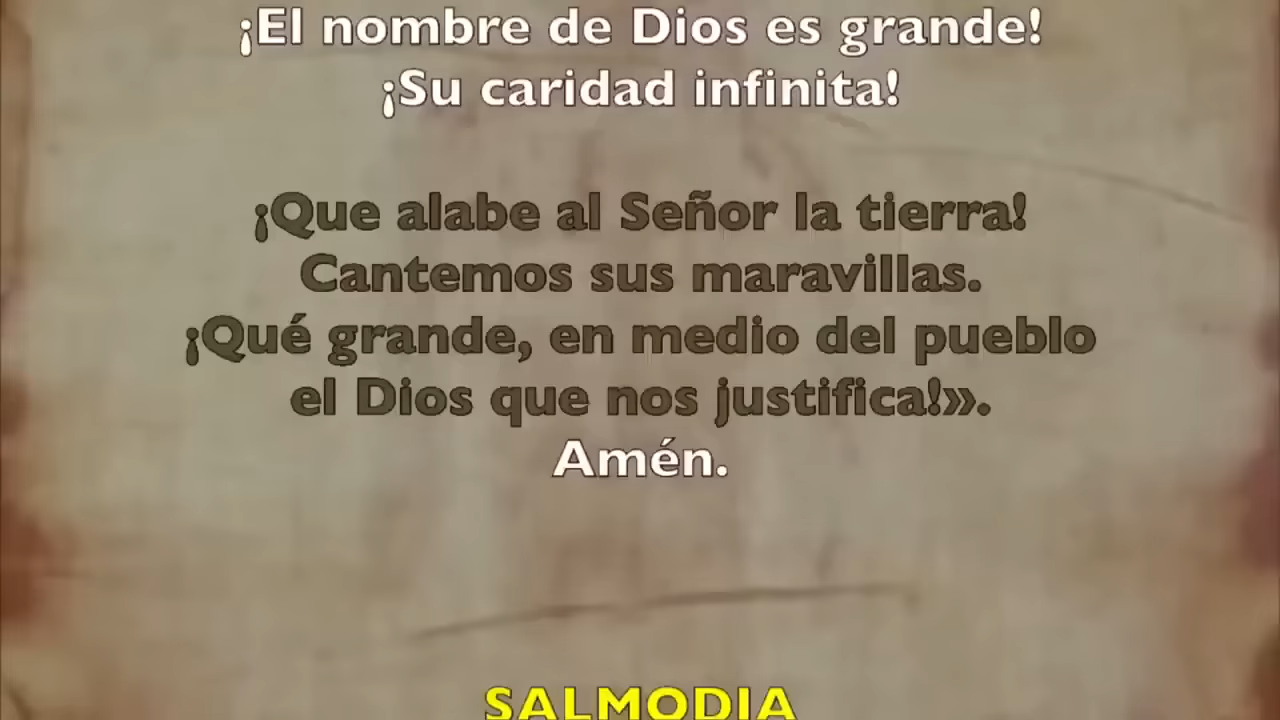 ¡El nombre de Dios es grande!
¡Su caridad infinita!
¡Que alabe al Señor la tierra!
Cantemos sus maravillas.
¡Qué grande, en medio del pueblo
el Dios que nos justifica!».
Amén.
SALMODIA